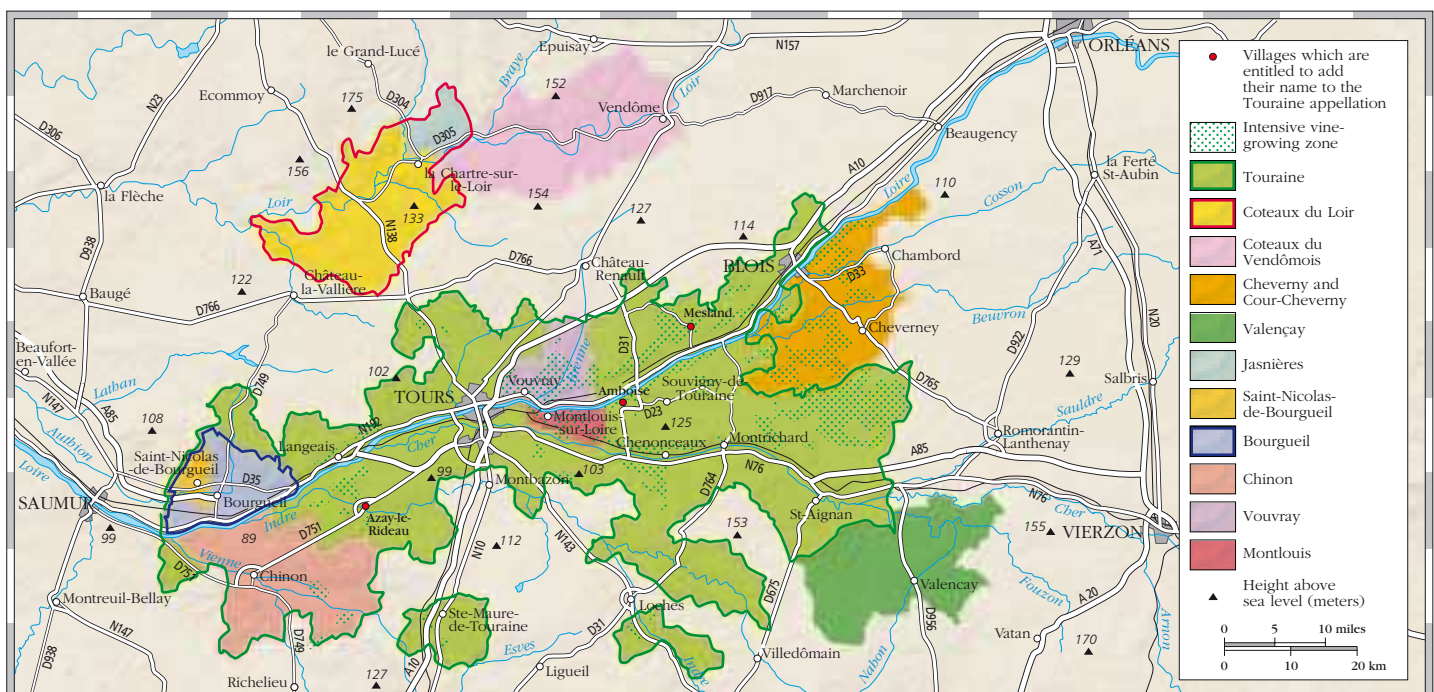 le Grand-Lucé
Epuisay
N157
ORLÉANS
N23
Ecommoy
175
D304
Braye
152
Vendôme
Loir
D917
Marchenoir
Beaugency
D306
156
D305
la Chartre-sur-
le-Loir
la Flèche
Loir
133
N138
154
127
114
A10
Loire
110
Cosson
la Ferté
St-Aubin
A71
D938
122
Château-
la-Vallière
D766
Château-
Renault
BLOIS
Chambord
D33
Baugé
D766
Mesland
Cheverney
Beuvron
D922
N20
Beaufort-
en-Vallée
Lathan
D749
102
Vouvray
Brenne
D31
Amboise
Souvigny-de-
Touraine
D765
129
Salbris
Sauldre
N147
A85
108
Authion
TOURS
Montlouis-
sur-Loire
D23
125
Romorantin-
Lanthenay
Langeais
N192
Cher
Chenonceaux
Montrichard
A85
Loire
Saint-Nicolas
-de-Bourgueil
D35
Bourgueil
99
103
D764
N76
SAUMUR
Montbazon
St-Aignan
N76
Cher
Indre
Azay-le-
Rideau
D751
99
89
112
N10
N143
153
155
VIERZON
Vienne
D751
Chinon
Montreuil-Bellay
Loches
D675
Valencay
Fouzon
A 20
Arnon
N147
D749
Ste-Maure-
de-Touraine
Esves
D31
D956
Vatan
170
D938
Richelieu
127
A10
Ligueil
Indre
Villedômain
Nabon
Villages which are
entitled to add
their name to the
Touraine appellation
Intensive vine-
growing zone
Touraine
Coteaux du Loir
Coteaux du
Vendômois
Cheverny and
Cour-Cheverny
Valençay
Jasnières
Saint-Nicolas-
de-Bourgueil
Bourgueil
Chinon
Vouvray
Montlouis
Height above
sea level (meters)
0 5 10 miles
0 10 20 km